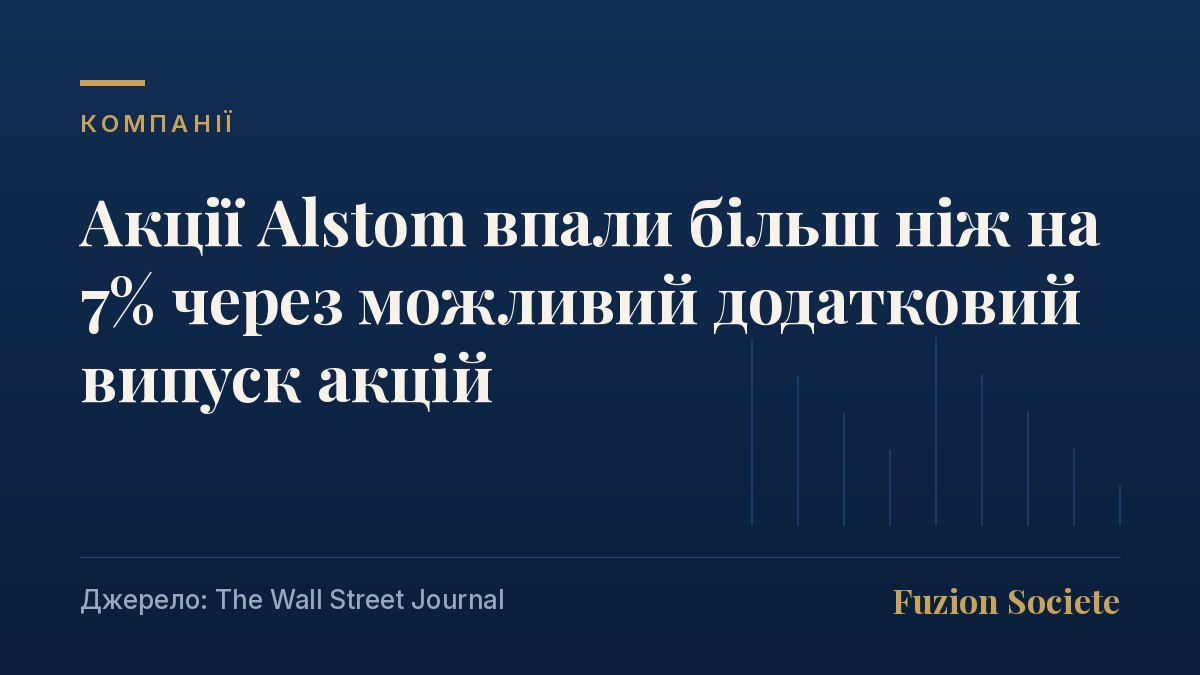 КОМПАНІЇ
Акції Alstom впали більш ніж на
7% через можливий додатковий
випуск акцій
Джерело: The Wall Street Journal
Fuzion Societe